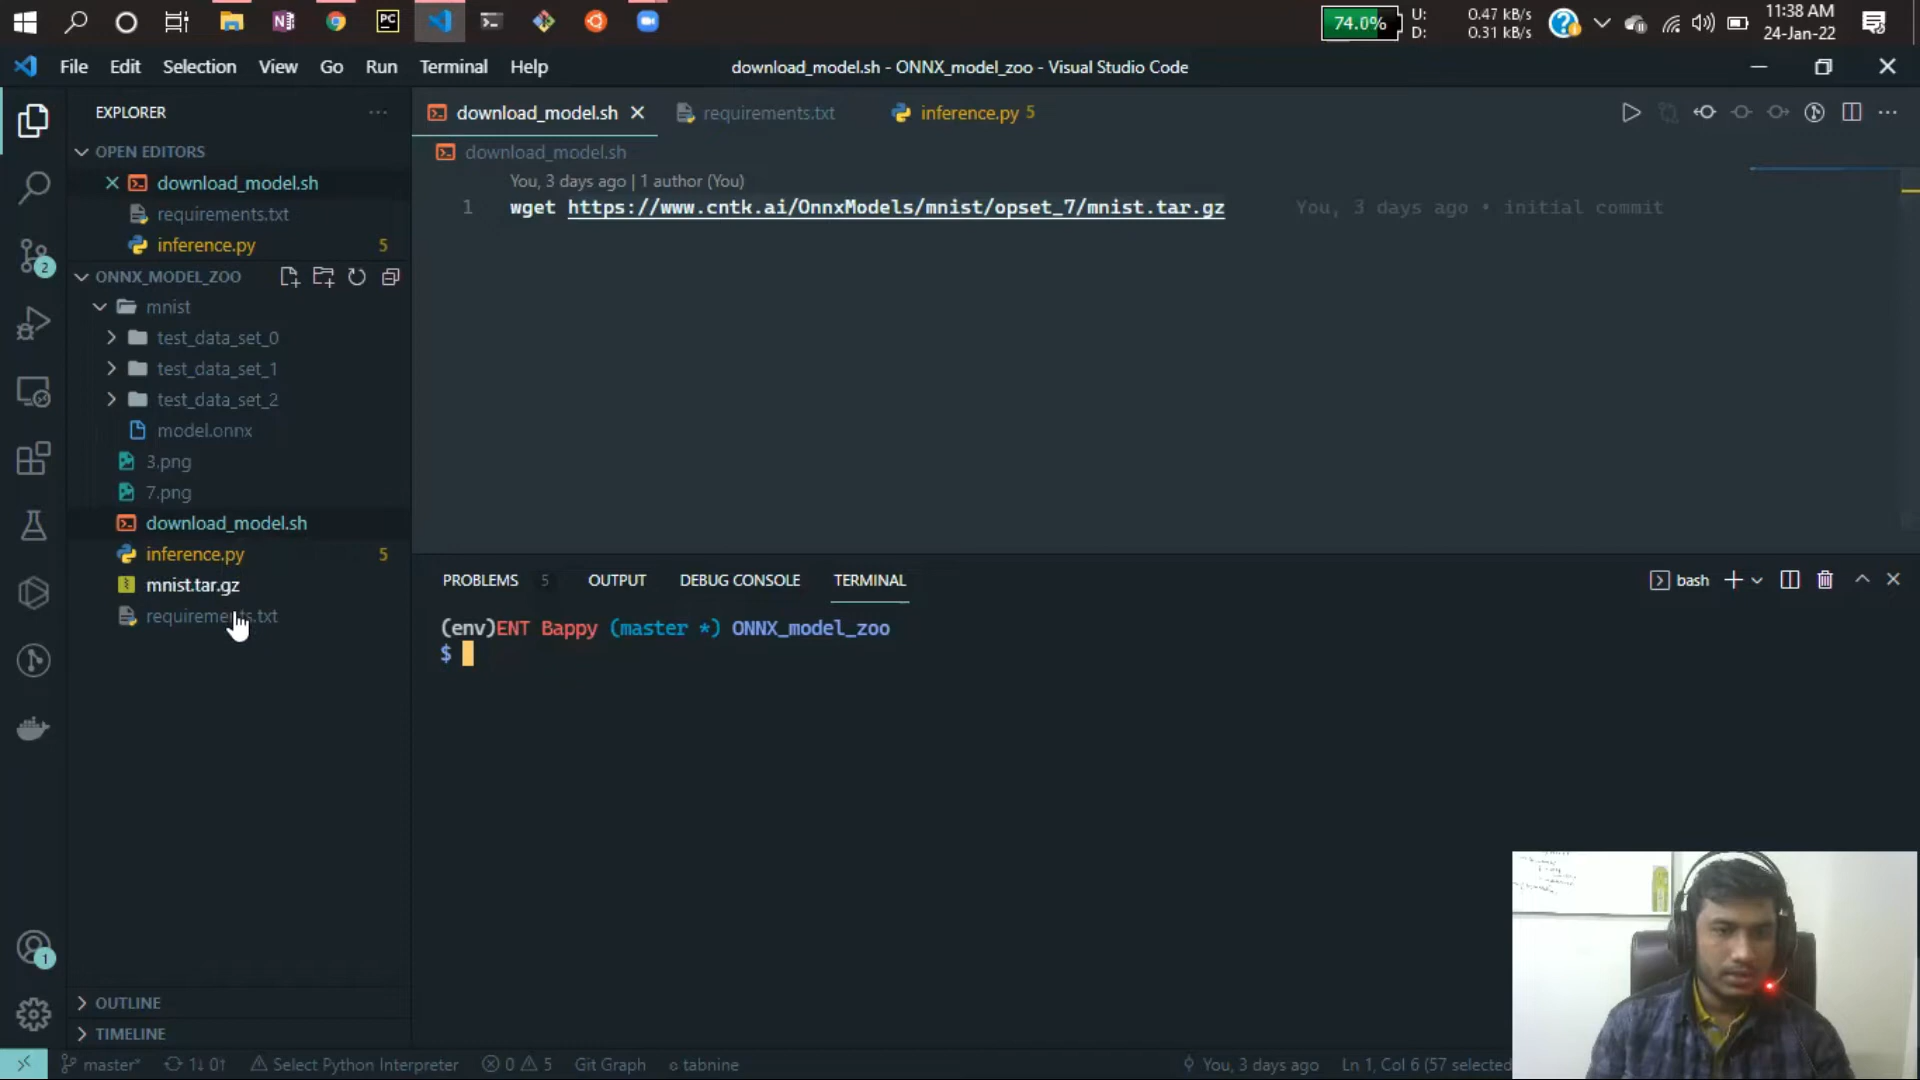 74.0%
U: 0.47 kB/s
D: 0.31 kB/s
11:38 AM
24-Jan-22
File Edit Selection View Go Run Terminal Help
download_model.sh - ONNX_model_zoo - Visual Studio Code
EXPLORER
OPEN EDITORS
download_model.sh
requirements.txt
inference.py 5
ONNX_MODEL_ZOO
mnist
test_data_set_0
test_data_set_1
test_data_set_2
model.onnx
3.png
7.png
download_model.sh
inference.py 5
mnist.tar.gz
requirements.txt
OUTLINE
TIMELINE
2
1
download_model.sh requirements.txt inference.py 5
download_model.sh
You, 3 days ago | 1 author (You)
1 wget https://www.cntk.ai/OnnxModels/mnist/opset_7/mnist.tar.gz You, 3 days ago • initial commit
PROBLEMS 5 OUTPUT DEBUG CONSOLE TERMINAL
bash
(env)ENT Bappy (master *) ONNX_model_zoo
$
master* 1↓ 0↑ Select Python Interpreter 0 5 Git Graph tabnine You, 3 days ago Ln 1, Col 6 (57 selected